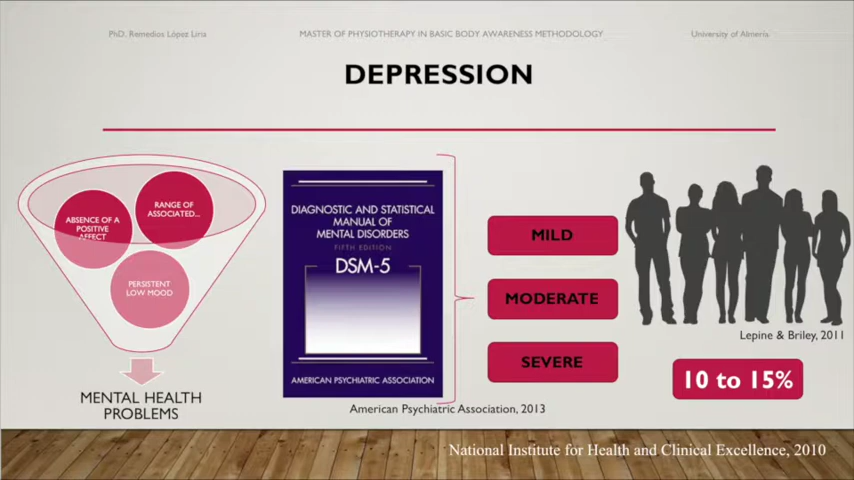 PhD, Remedios López Liria
MASTER OF PHYSIOTHERAPY IN BASIC BODY AWARENESS METHODOLOGY
University of Almería
DEPRESSION
ABSENCE OF A
POSITIVE
AFFECT
RANGE OF
ASSOCIATED...
PERSISTENT
LOW MOOD
MENTAL HEALTH
PROBLEMS
DIAGNOSTIC AND STATISTICAL
MANUAL OF
MENTAL DISORDERS
FIFTH EDITION
DSM-5
AMERICAN PSYCHIATRIC ASSOCIATION
American Psychiatric Association, 2013
MILD
MODERATE
SEVERE
Lepine & Briley, 2011
10 to 15%
National Institute for Health and Clinical Excellence, 2010